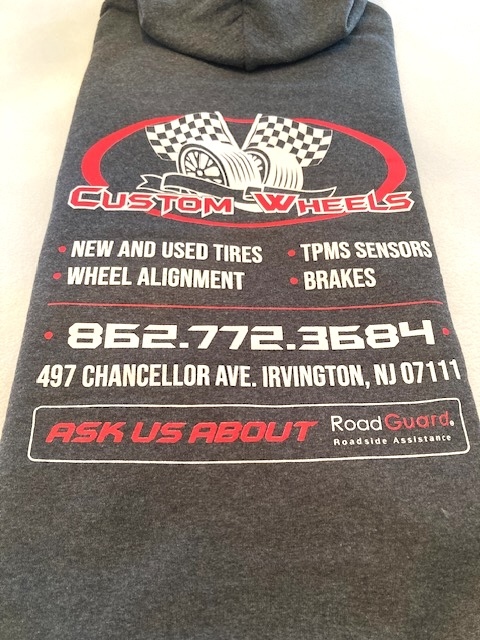 Custom Wheels
• NEW AND USED TIRES • TPMS SENSORS
• WHEEL ALIGNMENT • BRAKES
• 862.772.3684 •
497 CHANCELLOR AVE. IRVINGTON, NJ 07111
ASK US ABOUT RoadGuard.
Roadside Assistance